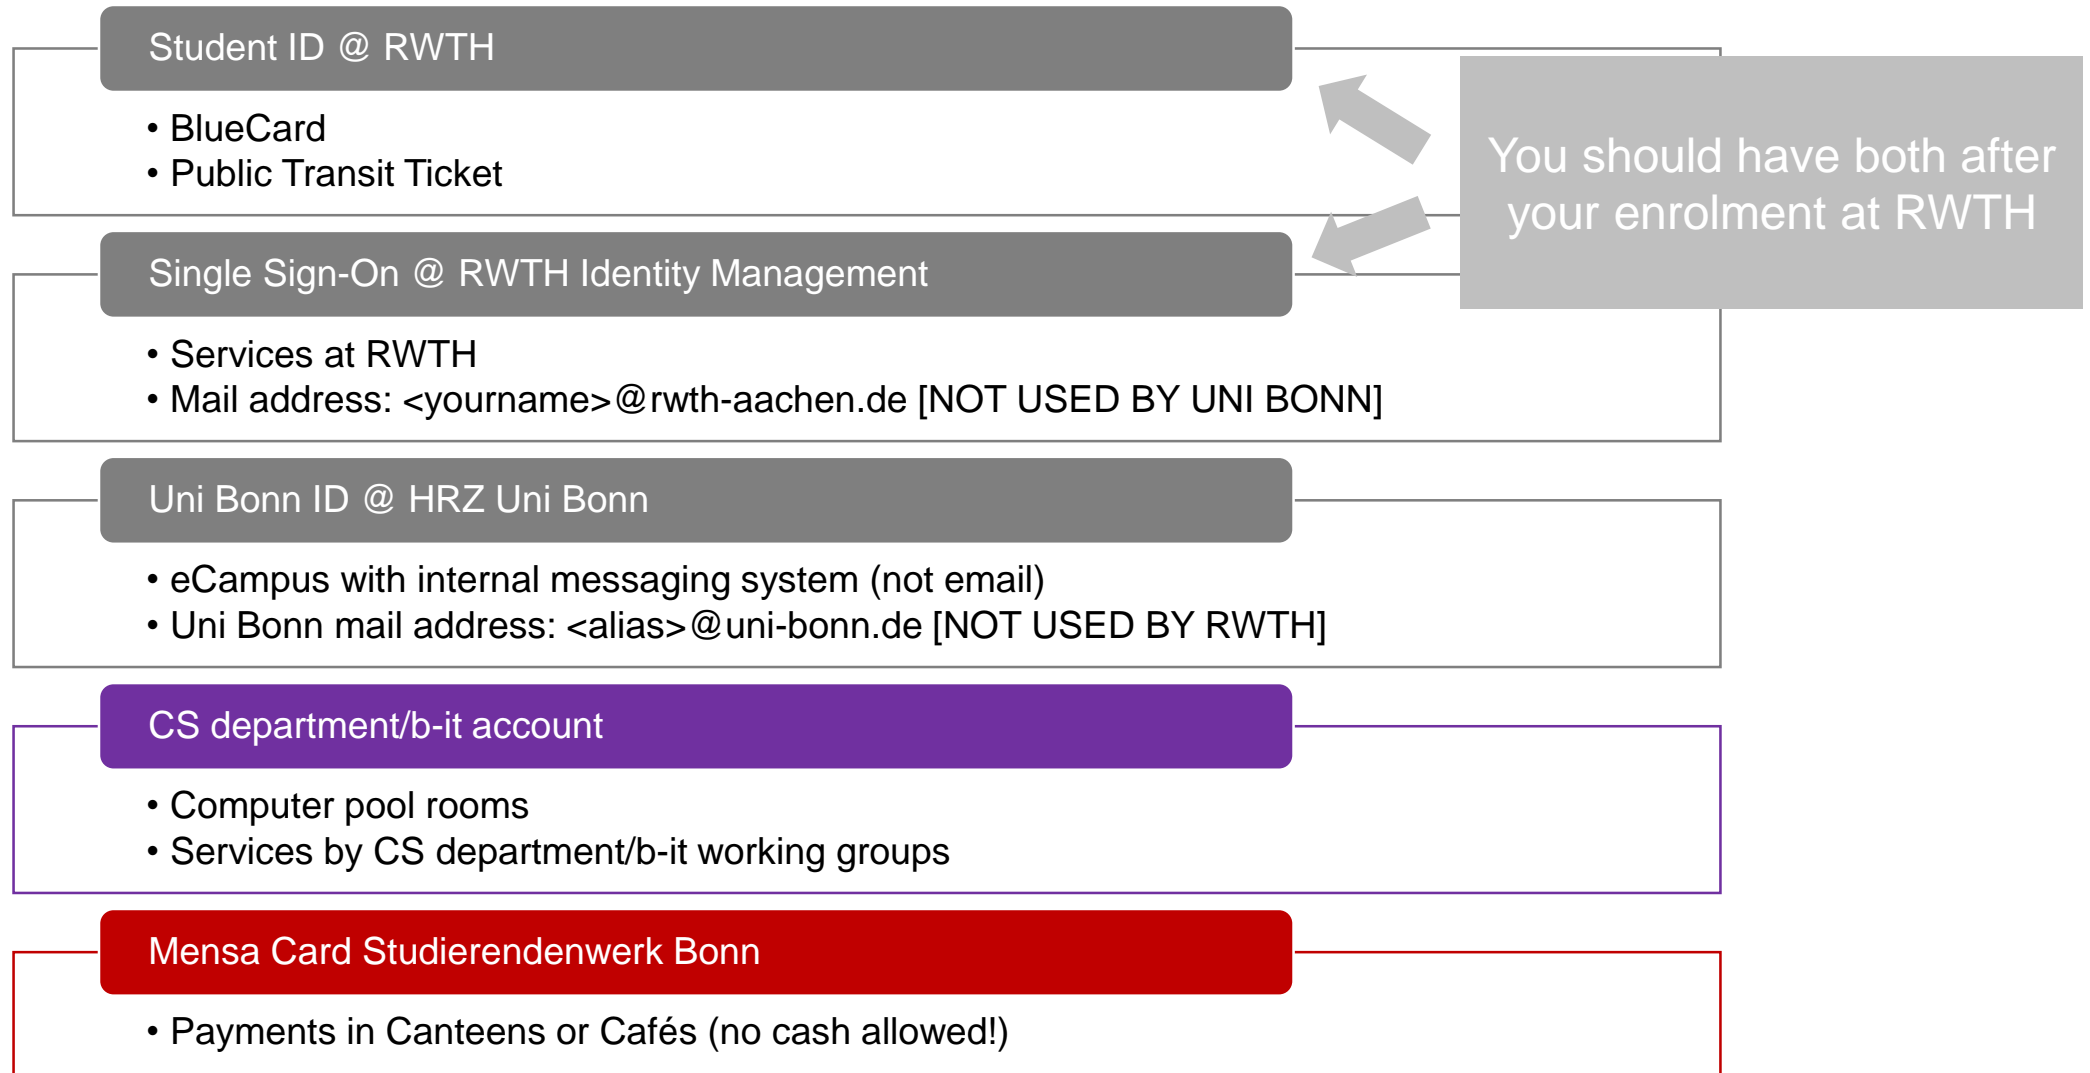 Student ID @ RWTH
• BlueCard
• Public Transit Ticket
You should have both after
your enrolment at RWTH
Single Sign-On @ RWTH Identity Management
• Services at RWTH
• Mail address: <yourname>@rwth-aachen.de [NOT USED BY UNI BONN]
Uni Bonn ID @ HRZ Uni Bonn
• eCampus with internal messaging system (not email)
• Uni Bonn mail address: <alias>@uni-bonn.de [NOT USED BY RWTH]
CS department/b-it account
• Computer pool rooms
• Services by CS department/b-it working groups
Mensa Card Studierendenwerk Bonn
• Payments in Canteens or Cafés (no cash allowed!)